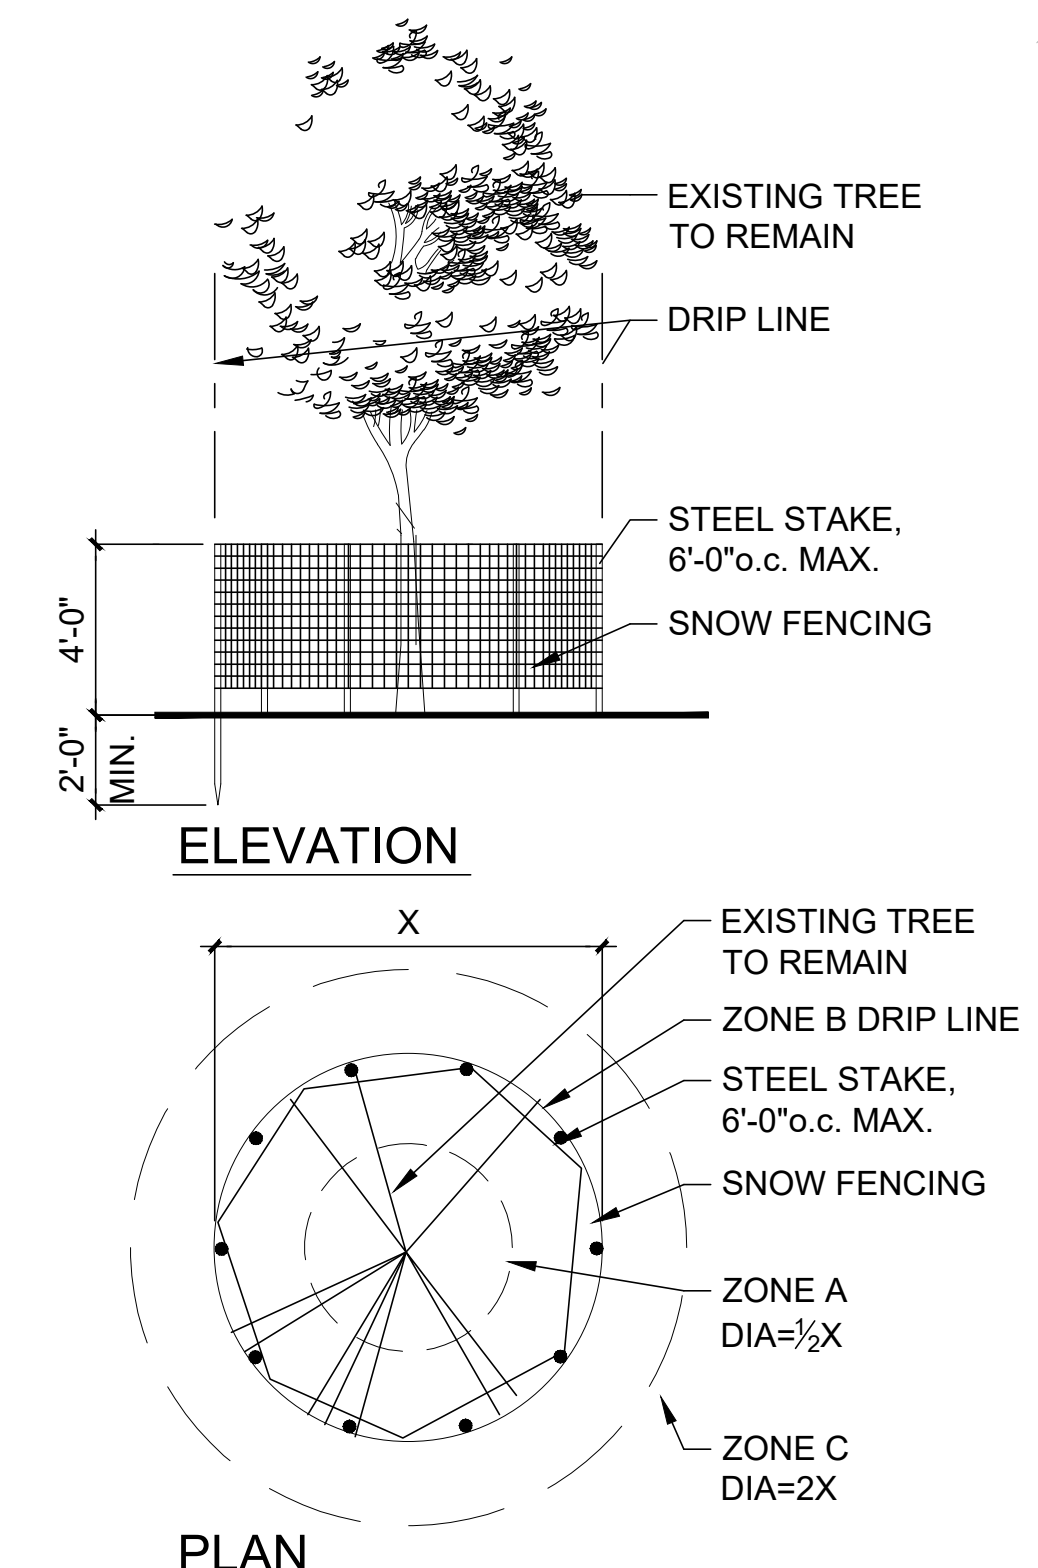 EXISTING TREE
TO REMAIN
DRIP LINE
STEEL STAKE,
6'-0"o.c. MAX.
SNOW FENCING
4'-0"
2'-0"
MIN.
ELEVATION
X
EXISTING TREE
TO REMAIN
ZONE B DRIP LINE
STEEL STAKE,
6'-0"o.c. MAX.
SNOW FENCING
ZONE A
DIA=½X
ZONE C
DIA=2X
PLAN